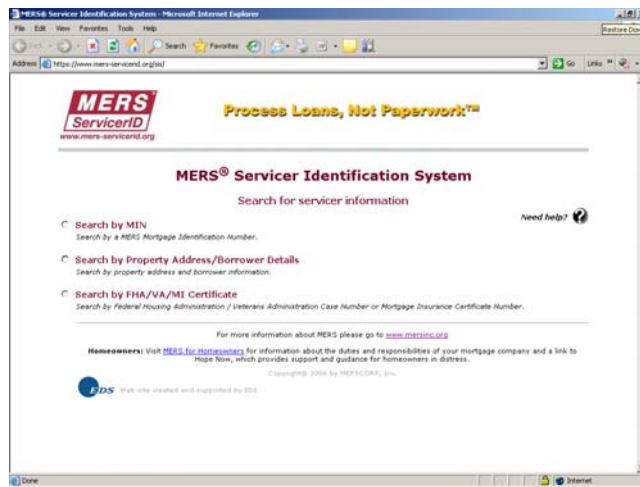 MERS® Servicer Identification System - Microsoft Internet Explorer
File Edit View Favorites Tools Help
Restore Dow
Back Search Favorites
Address https://www.mers-servicerid.org/sis/ Go Links
MERS
ServicerID
www.mers-servicerid.org
Process Loans, Not Paperwork™
MERS® Servicer Identification System
Search for servicer information
Need help?
Search by MIN
Search by a MERS Mortgage Identification Number.
Search by Property Address/Borrower Details
Search by property address and borrower information.
Search by FHA/VA/MI Certificate
Search by Federal Housing Administration / Veterans Administration Case Number or Mortgage Insurance Certificate Number.
For more information about MERS please go to www.mersinc.org
Homeowners: Visit MERS for Homeowners for information about the duties and responsibilities of your mortgage company and a link to
Hope Now, which provides support and guidance for homeowners in distress.
Copyright© 2006 by MERSCORP, Inc.
EDS Web site created and supported by EDS
Done Internet